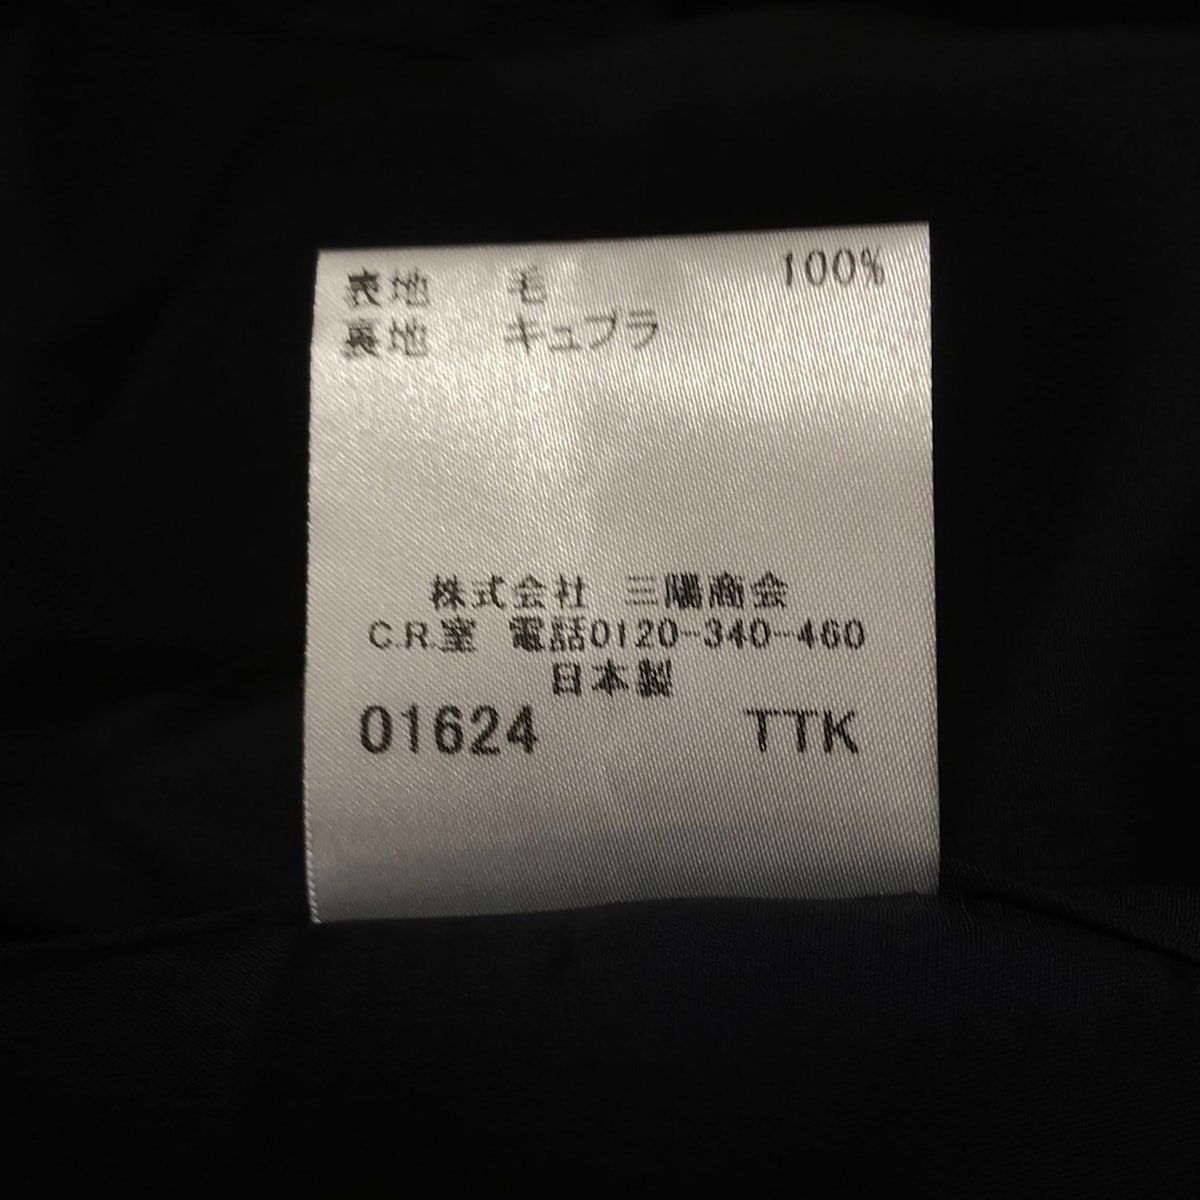 表地 毛 100%
裏地 キュプラ
株式会社 三陽商会
C.R.室 電話0120-340-460
日本製
01624 TTK